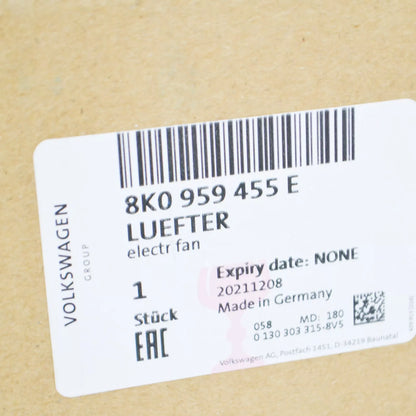 8K0 959 455 E
LUEFTER
electr fan
VOLKSWAGEN
GROUP
1
Stück
EAC
Expiry date: NONE
20211208
Made in Germany
058 MD: 180
0 130 303 315-8V5
Volkswagen AG, Postfach 1451, D-34219 Baunatal